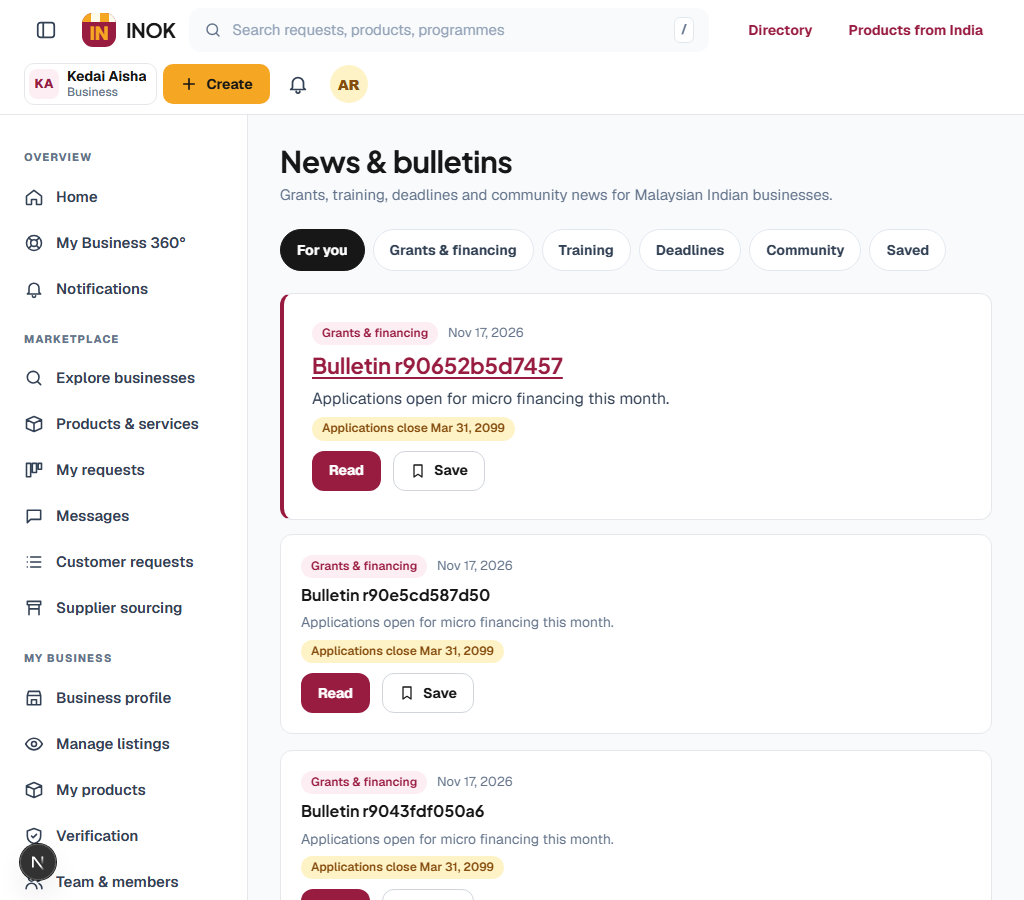 IN INOK
Search requests, products, programmes
/
Directory
Products from India
KA
Kedai Aisha
Business
+ Create
AR
OVERVIEW
Home
My Business 360°
Notifications
MARKETPLACE
Explore businesses
Products & services
My requests
Messages
Customer requests
Supplier sourcing
MY BUSINESS
Business profile
Manage listings
My products
Verification
N
Team & members
News & bulletins
Grants, training, deadlines and community news for Malaysian Indian businesses.
For you
Grants & financing
Training
Deadlines
Community
Saved
Grants & financing Nov 17, 2026
Bulletin r90652b5d7457
Applications open for micro financing this month.
Applications close Mar 31, 2099
Read Save
Grants & financing Nov 17, 2026
Bulletin r90e5cd587d50
Applications open for micro financing this month.
Applications close Mar 31, 2099
Read Save
Grants & financing Nov 17, 2026
Bulletin r9043fdf050a6
Applications open for micro financing this month.
Applications close Mar 31, 2099